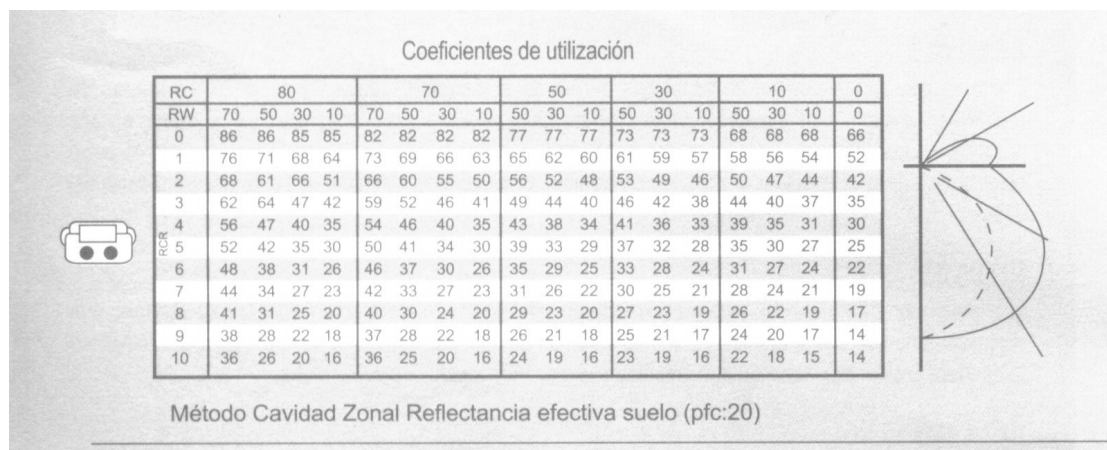 Coeficientes de utilización
RC 80 70 50 30 10 0
RW 70 50 30 10 70 50 30 10 50 30 10 50 30 10 50 30 10 0
0 86 86 85 85 82 82 82 82 77 77 77 73 73 73 68 68 68 66
1 76 71 68 64 73 69 66 63 65 62 60 61 59 57 58 56 54 52
2 68 61 66 51 66 60 55 50 56 52 48 53 49 46 50 47 44 42
3 62 64 47 42 59 52 46 41 49 44 40 46 42 38 44 40 37 35
4 56 47 40 35 54 46 40 35 43 38 34 41 36 33 39 35 31 30
RCR
5 52 42 35 30 50 41 34 30 39 33 29 37 32 28 35 30 27 25
6 48 38 31 26 46 37 30 26 35 29 25 33 28 24 31 27 24 22
7 44 34 27 23 42 33 27 23 31 26 22 30 25 21 28 24 21 19
8 41 31 25 20 40 30 24 20 29 23 20 27 23 19 26 22 19 17
9 38 28 22 18 37 28 22 18 26 21 18 25 21 17 24 20 17 14
10 36 26 20 16 36 25 20 16 24 19 16 23 19 16 22 18 15 14
Método Cavidad Zonal Reflectancia efectiva suelo (pfc:20)